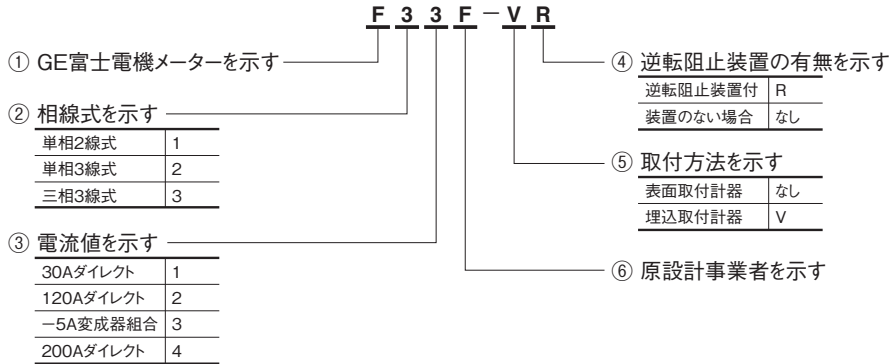 F 3 3 F − V R
① GE富士電機メーターを示す
② 相線式を示す
単相2線式 1
単相3線式 2
三相3線式 3
③ 電流値を示す
30Aダイレクト 1
120Aダイレクト 2
−5A変成器組合 3
200Aダイレクト 4
④ 逆転阻止装置の有無を示す
逆転阻止装置付 R
装置のない場合 なし
⑤ 取付方法を示す
表面取付計器 なし
埋込取付計器 V
⑥ 原設計事業者を示す